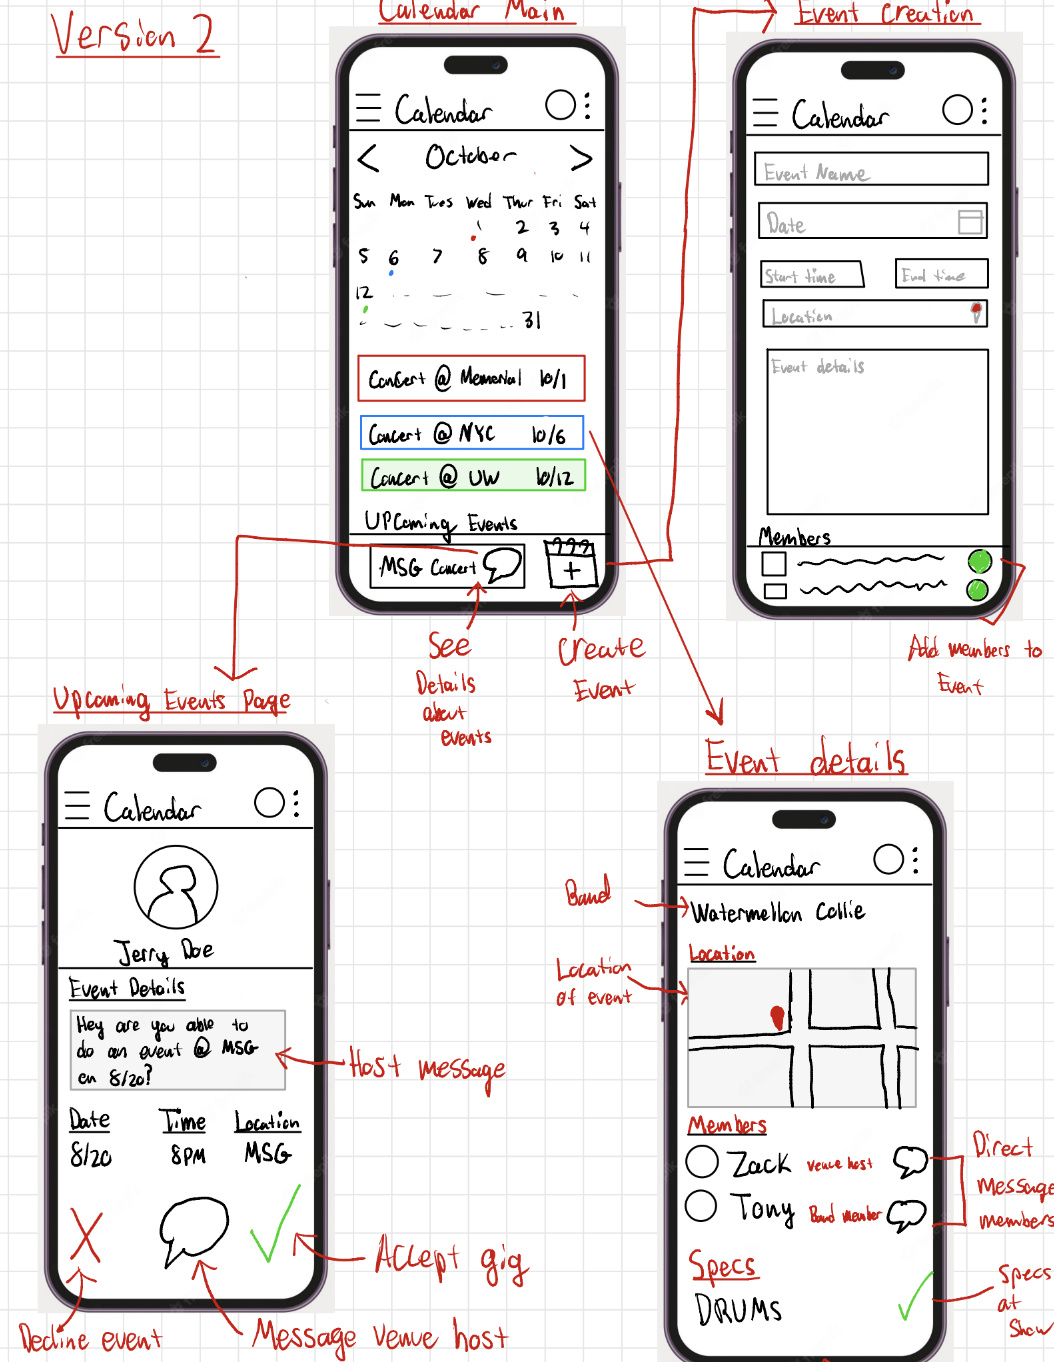 Version 2
Calendar Main
Calendar
October
Sun Mon Tues Wed Thur Fri Sat
1 2 3 4
5 6 7 8 9 10 11
12
31
Concert @ Memorial 10/1
Concert @ NYC 10/6
Concert @ UW 10/12
UPcoming Events
MSG Concert
See
Details
about
events
Create
Event
Event Creation
Calendar
Event Name
Date
Start time
End time
Location
Event details
Members
Add members to
Event
Upcoming Events Page
Calendar
Jerry Doe
Event Details
Hey are you able to
do an event @ MSG
on 8/20?
Host message
Date Time Location
8/20 8PM MSG
Accept gig
Decline event
Message Venue host
Event details
Calendar
Band
Watermellon Collie
Location
Location
of event
Members
Zack venue host
Tony Band member
Direct
Message
members
Specs
DRUMS
Specs
at
Show